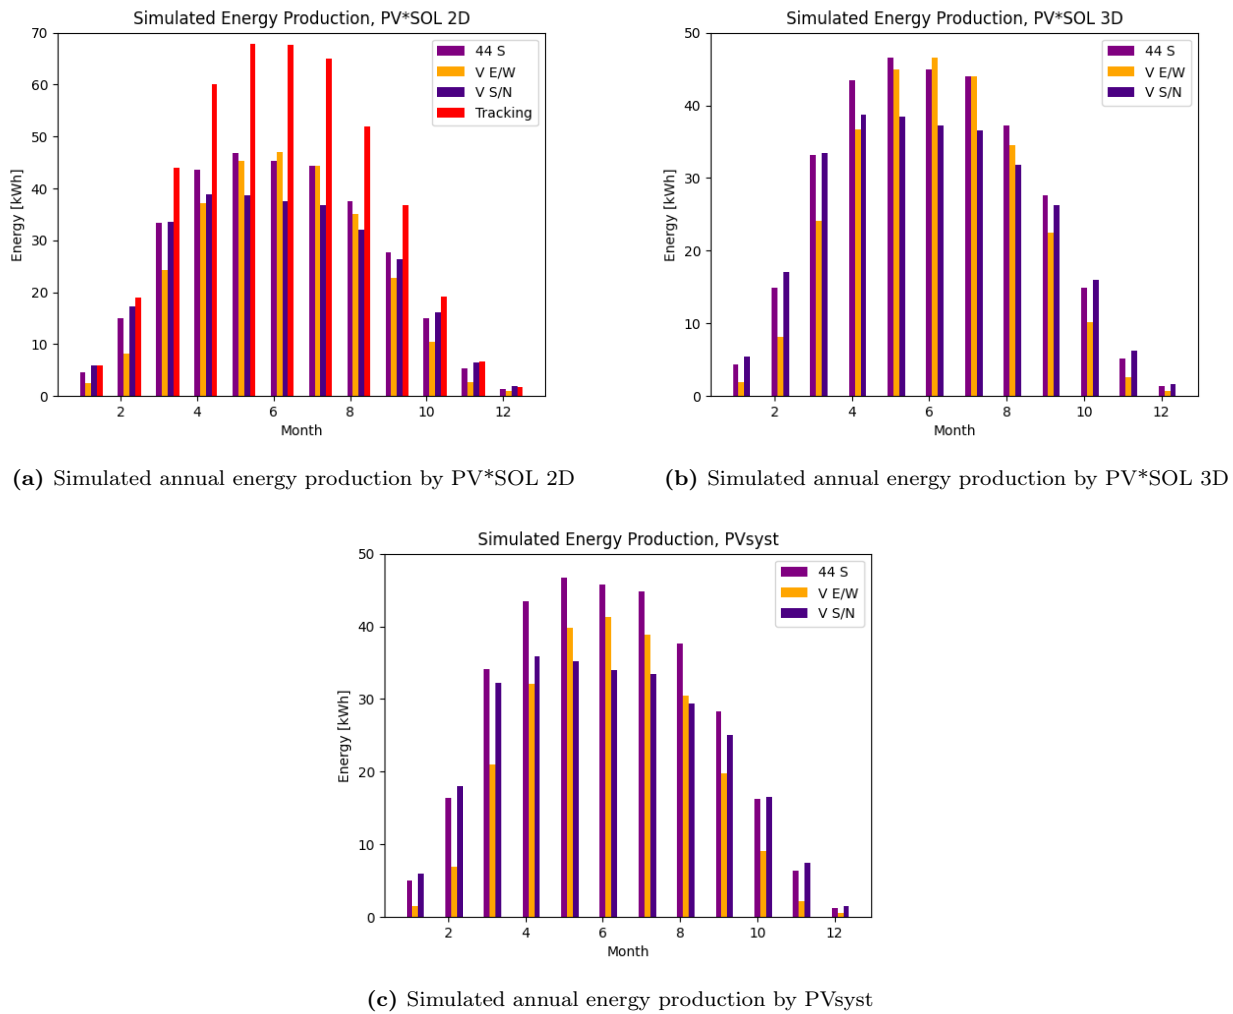 Simulated Energy Production, PV*SOL 2D
70
60
50
40
30
20
10
0
Energy [kWh]
44 S
V E/W
V S/N
Tracking
2 4 6 8 10 12
Month
(a) Simulated annual energy production by PV*SOL 2D
Simulated Energy Production, PV*SOL 3D
50
40
30
20
10
0
Energy [kWh]
44 S
V E/W
V S/N
2 4 6 8 10 12
Month
(b) Simulated annual energy production by PV*SOL 3D
Simulated Energy Production, PVsyst
50
40
30
20
10
0
Energy [kWh]
44 S
V E/W
V S/N
2 4 6 8 10 12
Month
(c) Simulated annual energy production by PVsyst